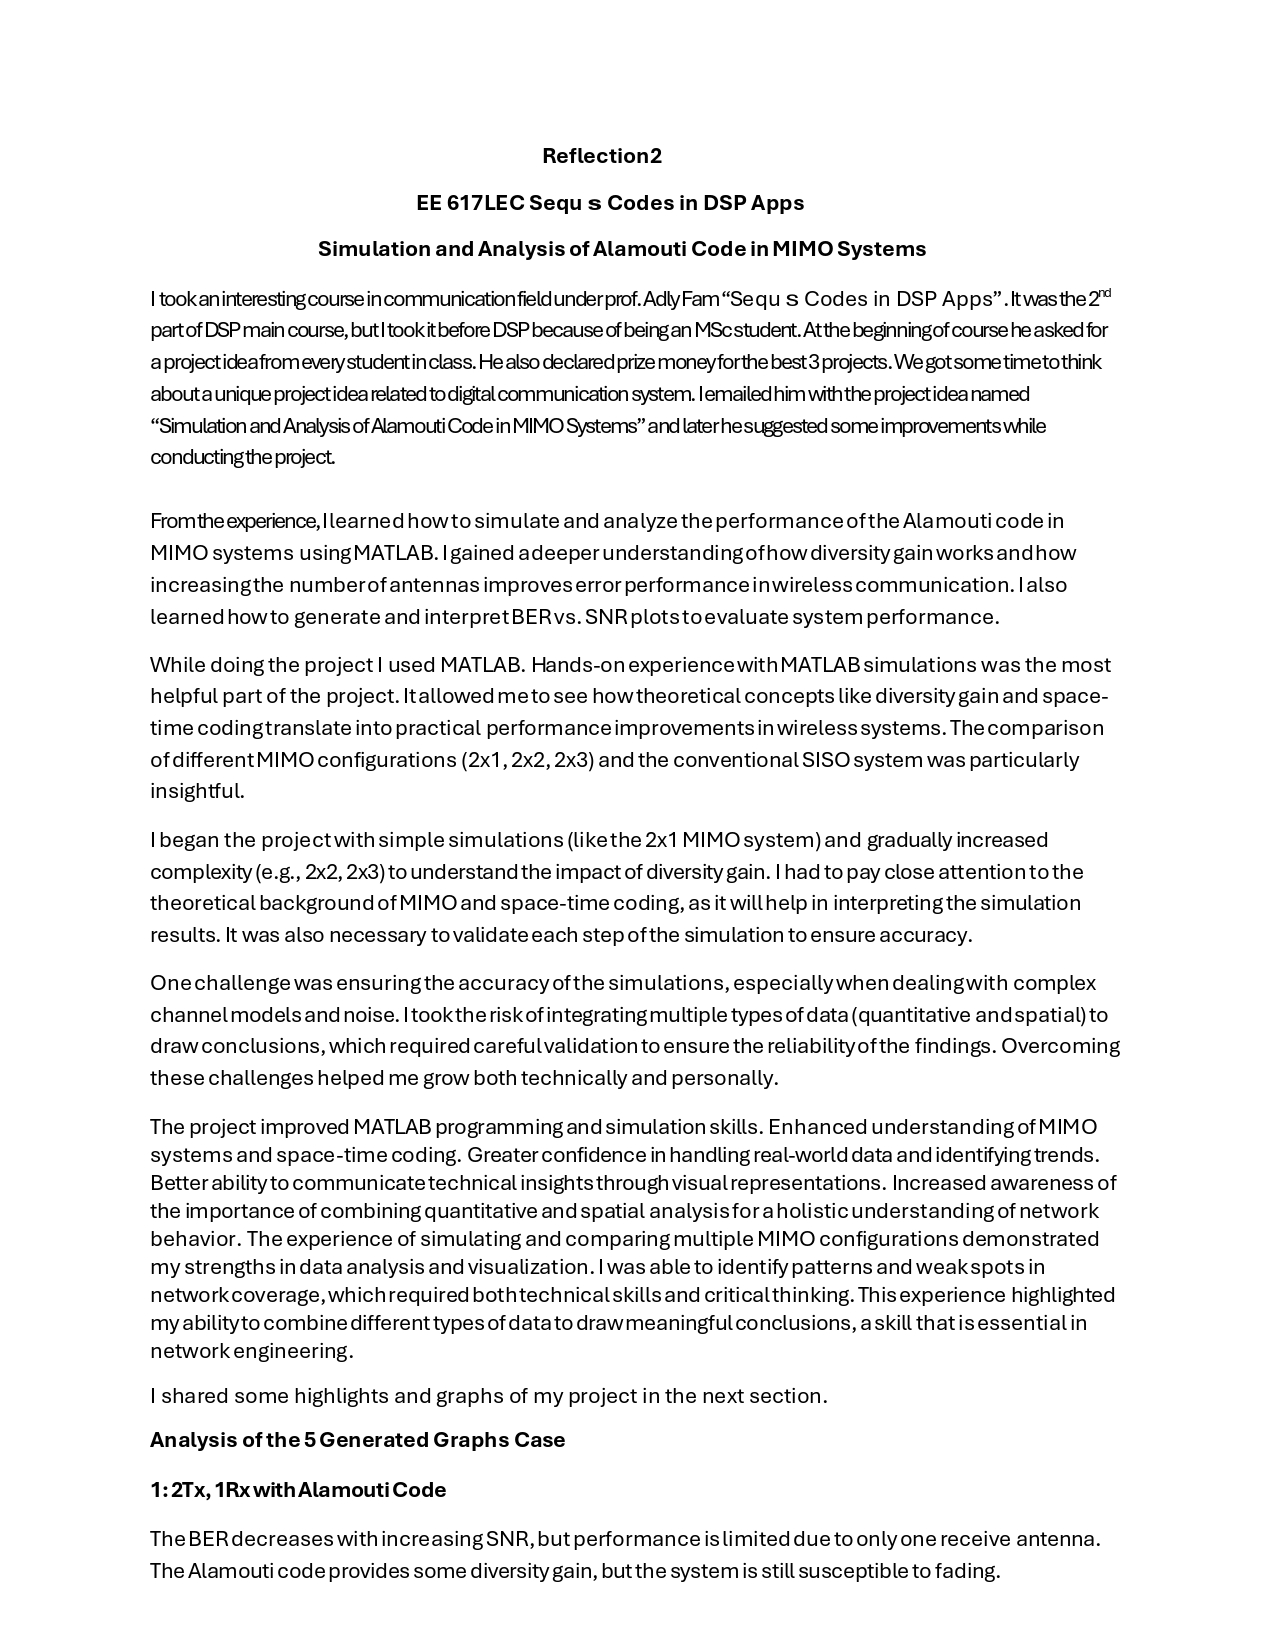 Reflection2
EE 617LEC Sequ s Codes in DSP Apps
Simulation and Analysis of Alamouti Code in MIMO Systems
I took an interesting course in communication field under prof. Adly Fam “Sequ s Codes in DSP Apps”. It was the 2nd
part of DSP main course, but I took it before DSP because of being an MSc student. At the beginning of course he asked for
a project idea from every student in class. He also declared prize money for the best 3 projects. We got some time to think
about a unique project idea related to digital communication system. I emailed him with the project idea named
“Simulation and Analysis of Alamouti Code in MIMO Systems” and later he suggested some improvements while
conducting the project.
From the experience, I learned how to simulate and analyze the performance of the Alamouti code in
MIMO systems using MATLAB. I gained a deeper understanding of how diversity gain works and how
increasing the number of antennas improves error performance in wireless communication. I also
learned how to generate and interpret BER vs. SNR plots to evaluate system performance.
While doing the project I used MATLAB. Hands-on experience with MATLAB simulations was the most
helpful part of the project. It allowed me to see how theoretical concepts like diversity gain and space-
time coding translate into practical performance improvements in wireless systems. The comparison
of different MIMO configurations (2x1, 2x2, 2x3) and the conventional SISO system was particularly
insightful.
I began the project with simple simulations (like the 2x1 MIMO system) and gradually increased
complexity (e.g., 2x2, 2x3) to understand the impact of diversity gain. I had to pay close attention to the
theoretical background of MIMO and space-time coding, as it will help in interpreting the simulation
results. It was also necessary to validate each step of the simulation to ensure accuracy.
One challenge was ensuring the accuracy of the simulations, especially when dealing with complex
channel models and noise. I took the risk of integrating multiple types of data (quantitative and spatial) to
draw conclusions, which required careful validation to ensure the reliability of the findings. Overcoming
these challenges helped me grow both technically and personally.
The project improved MATLAB programming and simulation skills. Enhanced understanding of MIMO
systems and space-time coding. Greater confidence in handling real-world data and identifying trends.
Better ability to communicate technical insights through visual representations. Increased awareness of
the importance of combining quantitative and spatial analysis for a holistic understanding of network
behavior. The experience of simulating and comparing multiple MIMO configurations demonstrated
my strengths in data analysis and visualization. I was able to identify patterns and weak spots in
network coverage, which required both technical skills and critical thinking. This experience highlighted
my ability to combine different types of data to draw meaningful conclusions, a skill that is essential in
network engineering.
I shared some highlights and graphs of my project in the next section.
Analysis of the 5 Generated Graphs Case
1: 2Tx, 1Rx with Alamouti Code
The BER decreases with increasing SNR, but performance is limited due to only one receive antenna.
The Alamouti code provides some diversity gain, but the system is still susceptible to fading.